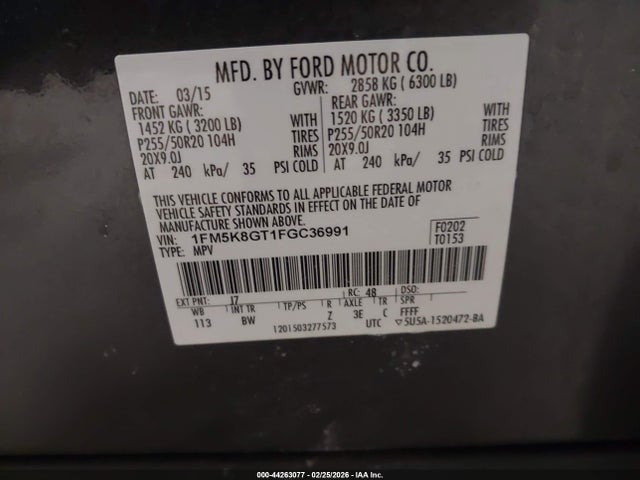 MFD. BY FORD MOTOR CO.
DATE: 03/15 GVWR: 2858 KG ( 6300 LB)
FRONT GAWR: REAR GAWR:
1452 KG ( 3200 LB) WITH 1520 KG ( 3350 LB) WITH
P255/50R20 104H TIRES P255/50R20 104H TIRES
20X9.0J RIMS 20X9.0J RIMS
AT 240 kPa/ 35 PSI COLD AT 240 kPa/ 35 PSI COLD
THIS VEHICLE CONFORMS TO ALL APPLICABLE FEDERAL MOTOR
VEHICLE SAFETY STANDARDS IN EFFECT ON THE DATE OF
MANUFACTURE SHOWN ABOVE.
VIN: 1FM5K8GT1FGC36991 F0202
TYPE: MPV T0153
EXT PNT: J7 RC: 48
WB INT TR TP/PS R AXLE TR SPR
113 BW Z 3E C FFFF
1201503277573 UTC ▽5U5A-1520472-BA
000-44263077 | 02/25/2026 - IAA Inc.